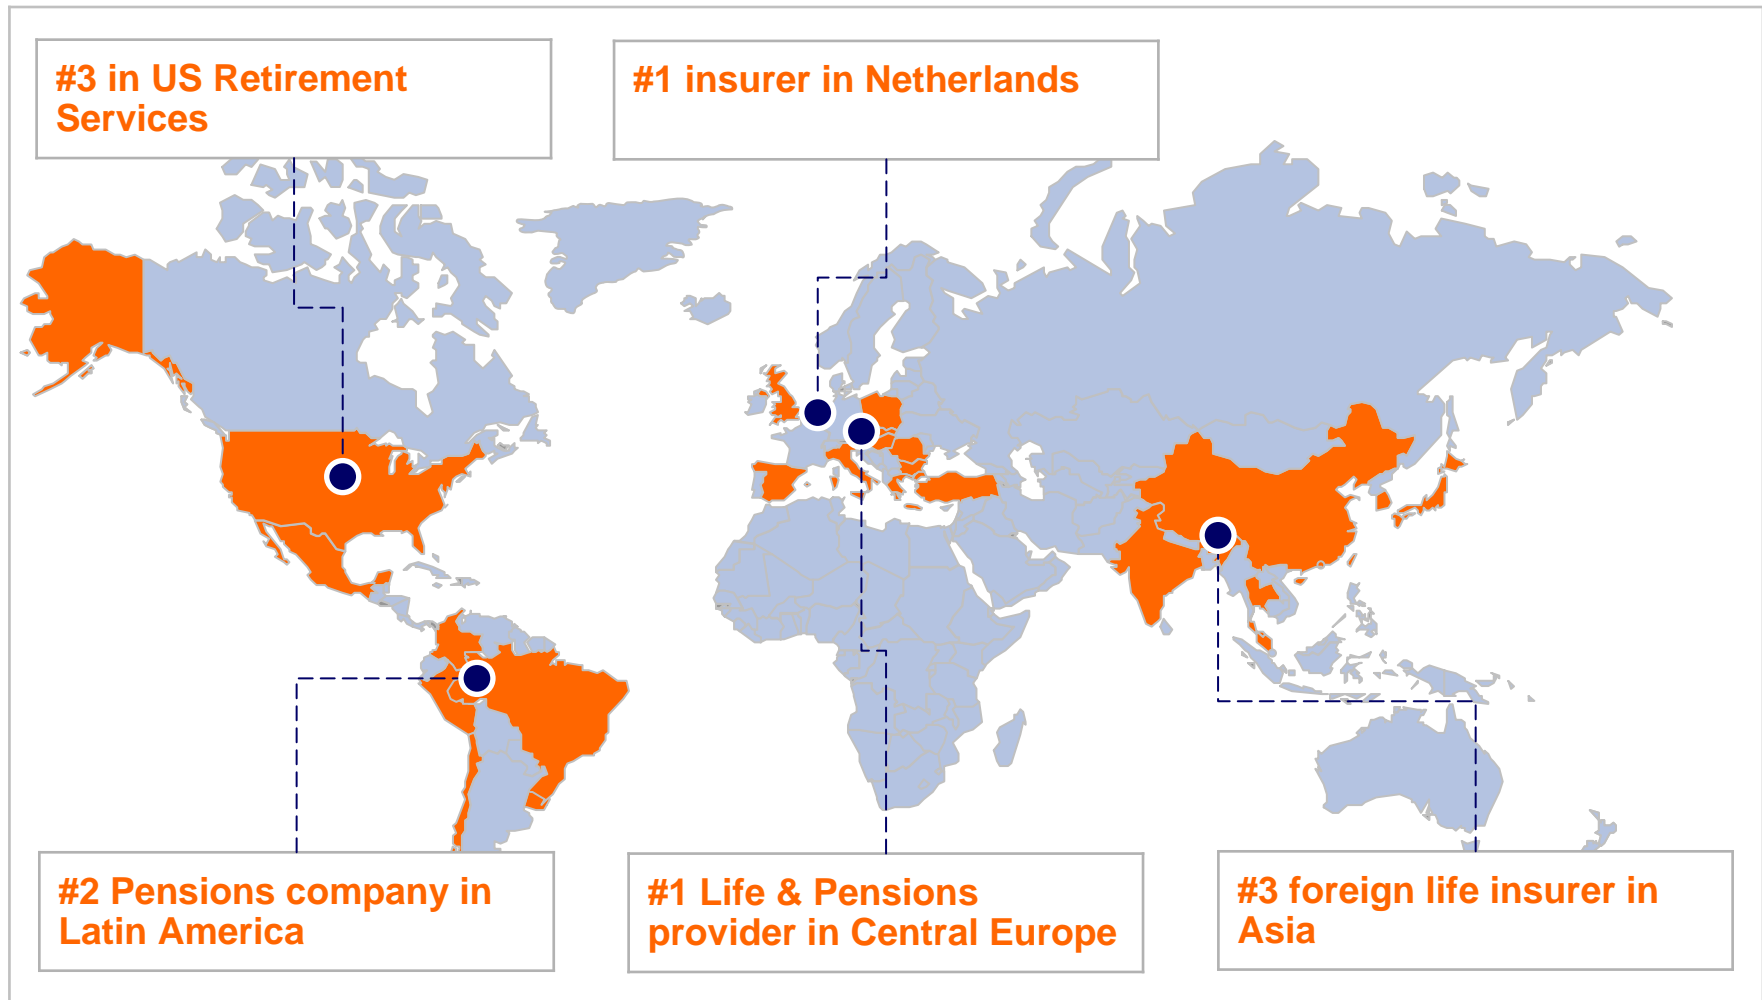 #3 in US Retirement
Services
#1 insurer in Netherlands
#2 Pensions company in
Latin America
#1 Life & Pensions
provider in Central Europe
#3 foreign life insurer in
Asia